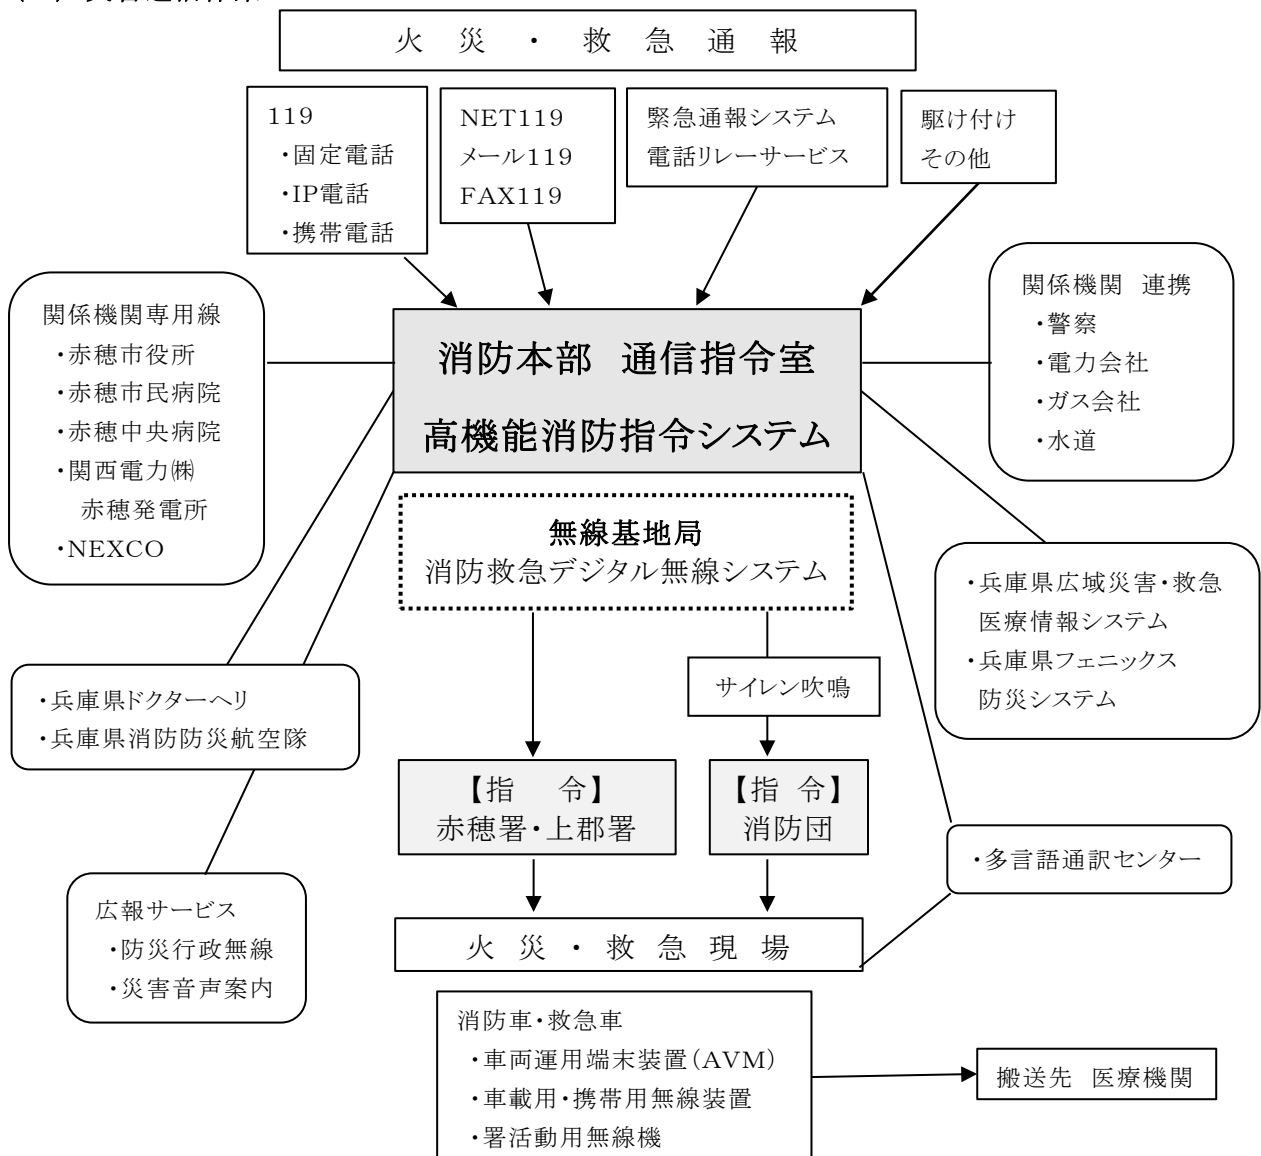 火 災 ・ 救 急 通 報
119
・固定電話
・IP電話
・携帯電話
NET119
メール119
FAX119
緊急通報システム
電話リレーサービス
駆け付け
その他
関係機関専用線
・赤穂市役所
・赤穂市民病院
・赤穂中央病院
・関西電力㈱
赤穂発電所
・NEXCO
消防本部 通信指令室
高機能消防指令システム
関係機関 連携
・警察
・電力会社
・ガス会社
・水道
無線基地局
消防救急デジタル無線システム
・兵庫県広域災害・救急
医療情報システム
・兵庫県フェニックス
防災システム
サイレン吹鳴
・兵庫県ドクターヘリ
・兵庫県消防防災航空隊
【指 令】
赤穂署・上郡署
【指 令】
消防団
・多言語通訳センター
広報サービス
・防災行政無線
・災害音声案内
火 災 ・ 救 急 現 場
消防車・救急車
・車両運用端末装置(AVM)
・車載用・携帯用無線装置
・署活動用無線機
搬送先 医療機関